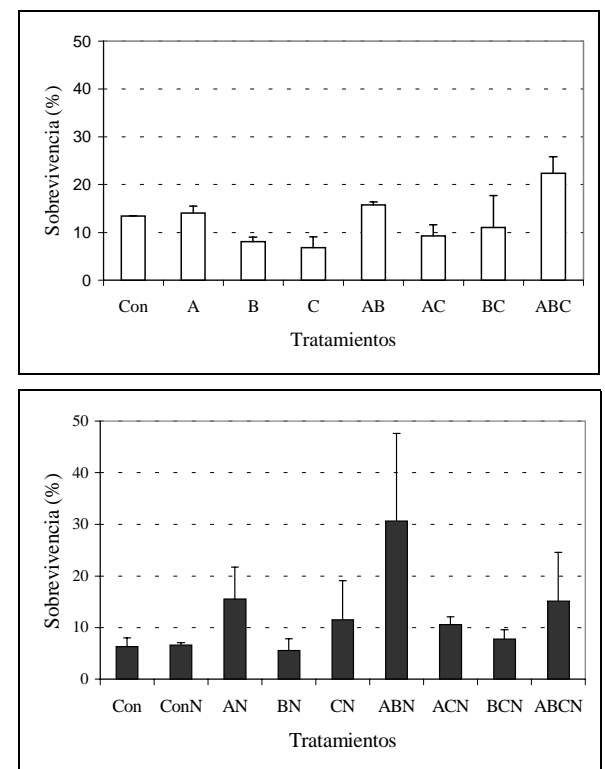 50
40
30
20
10
0
Sobrevivencia (%)
Con A B C AB AC BC ABC
Tratamientos
50
40
30
20
10
0
Sobrevivencia (%)
Con ConN AN BN CN ABN ACN BCN ABCN
Tratamientos